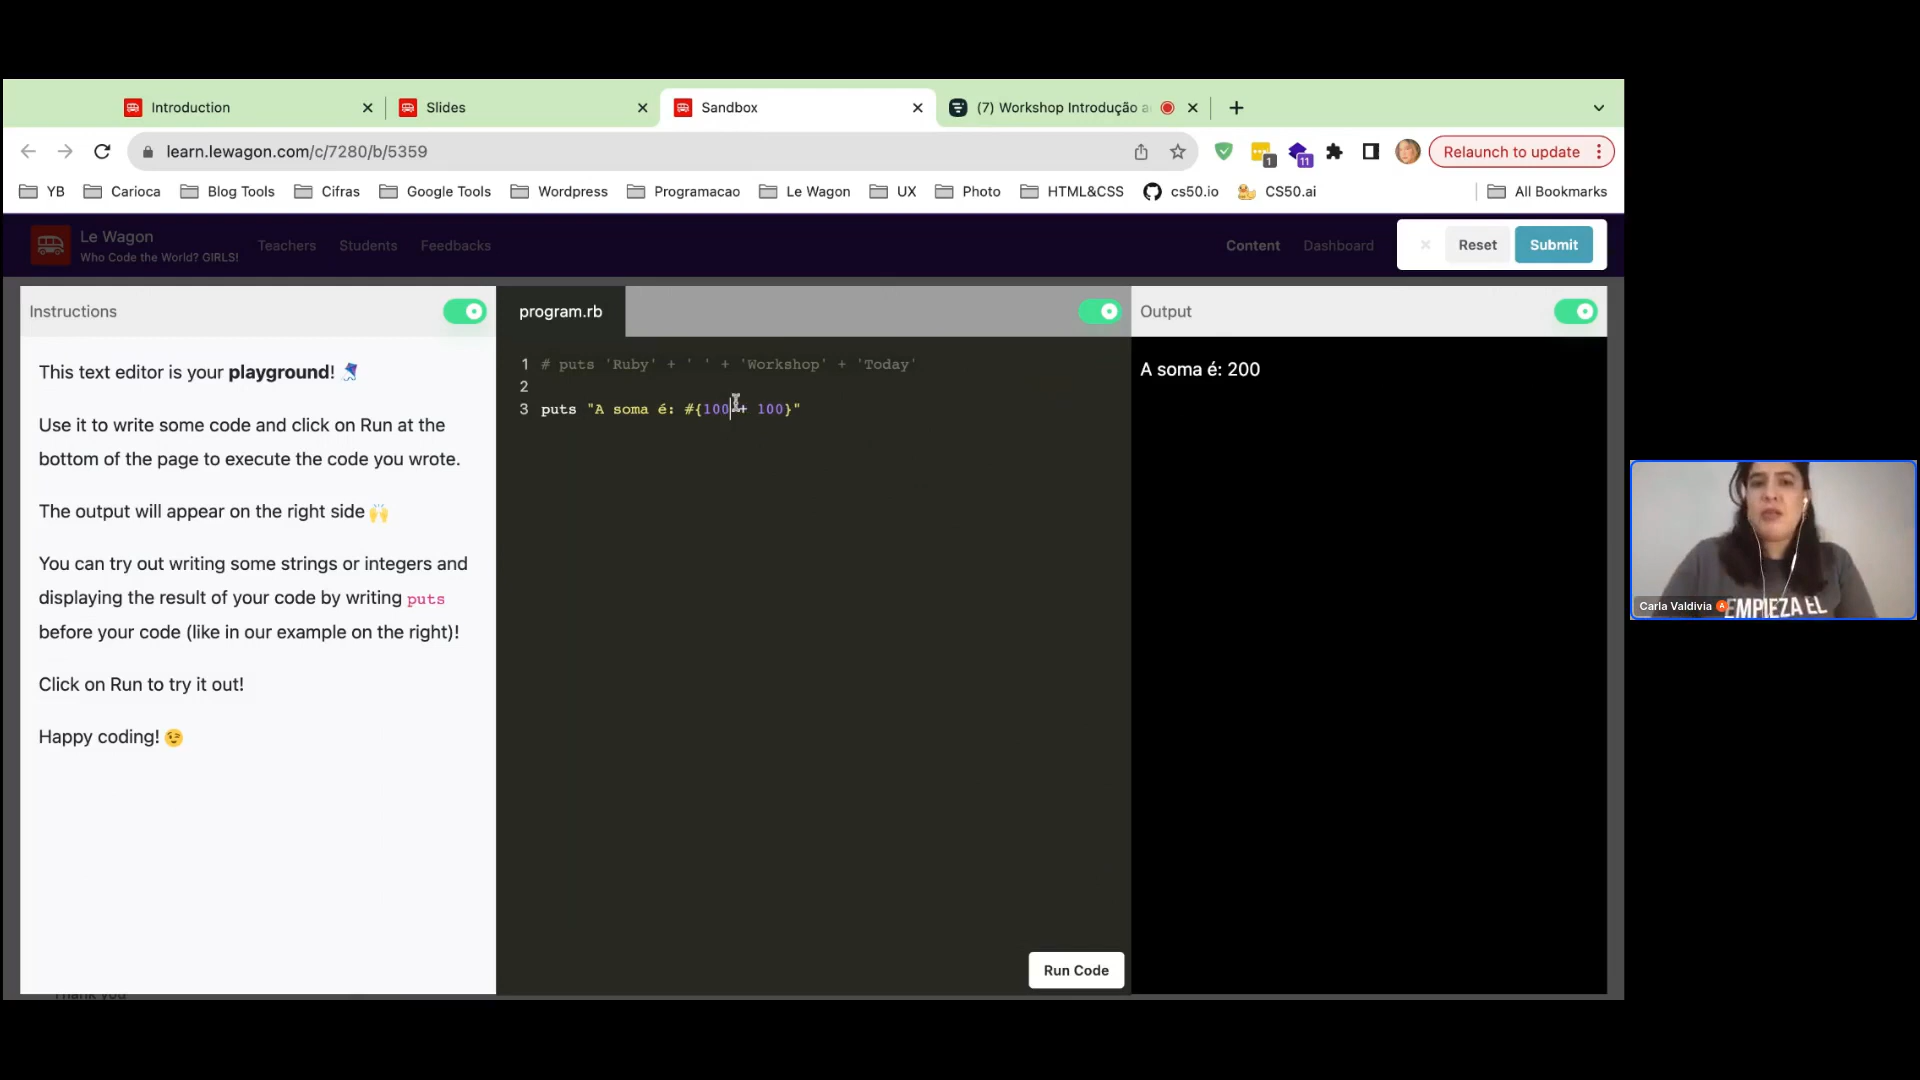 Introduction
Slides
Sandbox
(7) Workshop Introdução a
learn.lewagon.com/c/7280/b/5359
1
11
Relaunch to update
YB
Carioca
Blog Tools
Cifras
Google Tools
Wordpress
Programacao
Le Wagon
UX
Photo
HTML&CSS
cs50.io
CS50.ai
All Bookmarks
Le Wagon
Who Code the World? GIRLS!
Teachers
Students
Feedbacks
Content
Dashboard
Reset
Submit
Instructions
This text editor is your playground!
Use it to write some code and click on Run at the
bottom of the page to execute the code you wrote.
The output will appear on the right side
You can try out writing some strings or integers and
displaying the result of your code by writing puts
before your code (like in our example on the right)!
Click on Run to try it out!
Happy coding!
Thank you
program.rb
1 # puts 'Ruby' + ' ' + 'Workshop' + 'Today'
2
3 puts "A soma é: #{100 + 100}"
Run Code
Output
A soma é: 200
EMPIEZA EL
Carla Valdivia